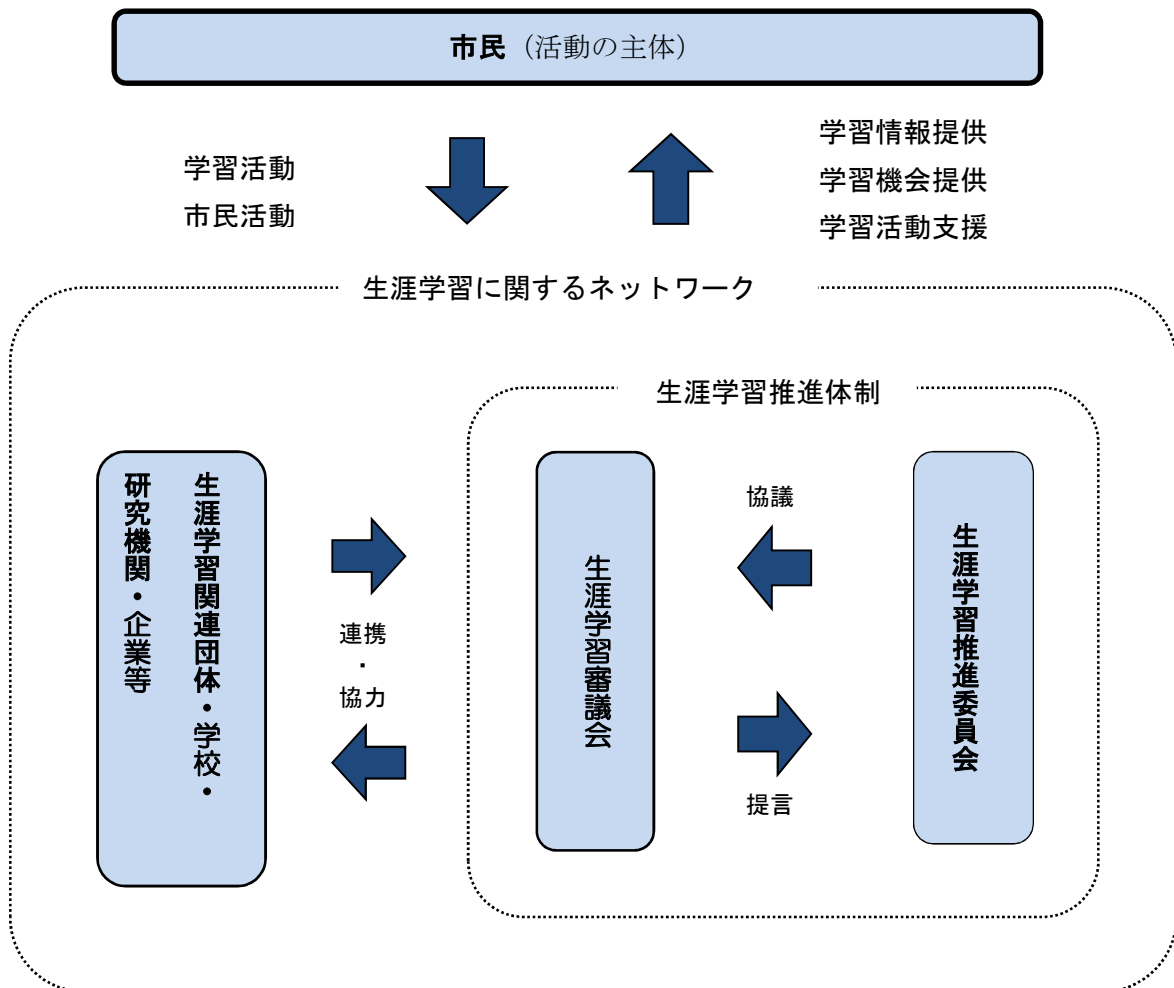 市民（活動の主体）
学習活動
市民活動
学習情報提供
学習機会提供
学習活動支援
生涯学習に関するネットワーク
生涯学習推進体制
生涯学習関連団体・学校・
研究機関・企業等
連携
・
協力
生涯学習審議会
協議
提言
生涯学習推進委員会